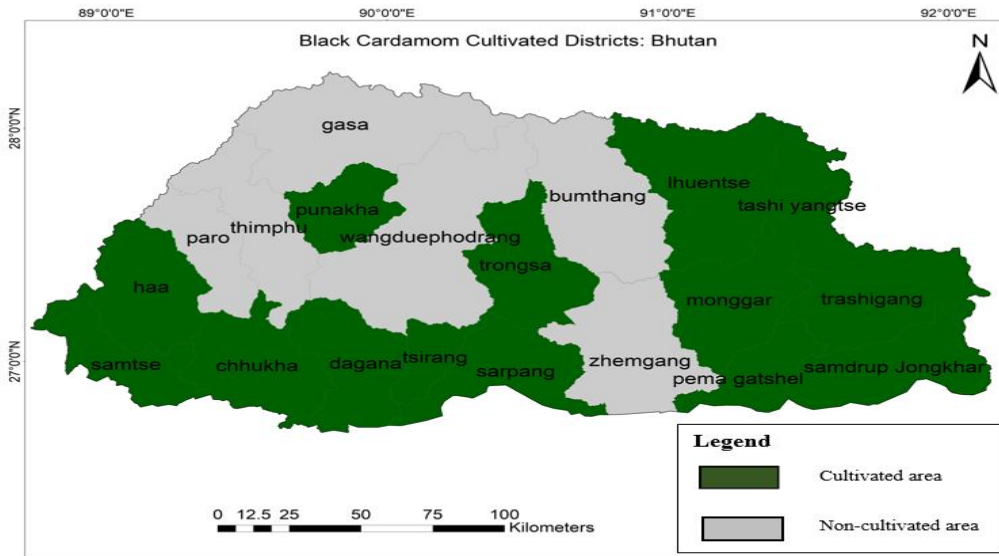 89°0'0"E 90°0'0"E 91°0'0"E 92°0'0"E
Black Cardamom Cultivated Districts: Bhutan
N
28°0'0"N
27°0'0"N
gasa
lhuentse
punakha
bumthang
tashi yangtse
paro
thimphu
wangduephodrang
trongsa
haa
monggar
trashigang
samtse
chhukha
dagana
tsirang
sarpang
zhemgang
pema gatshel
samdrup Jongkhar
Legend
Cultivated area
Non-cultivated area
0 12.5 25 50 75 100
Kilometers